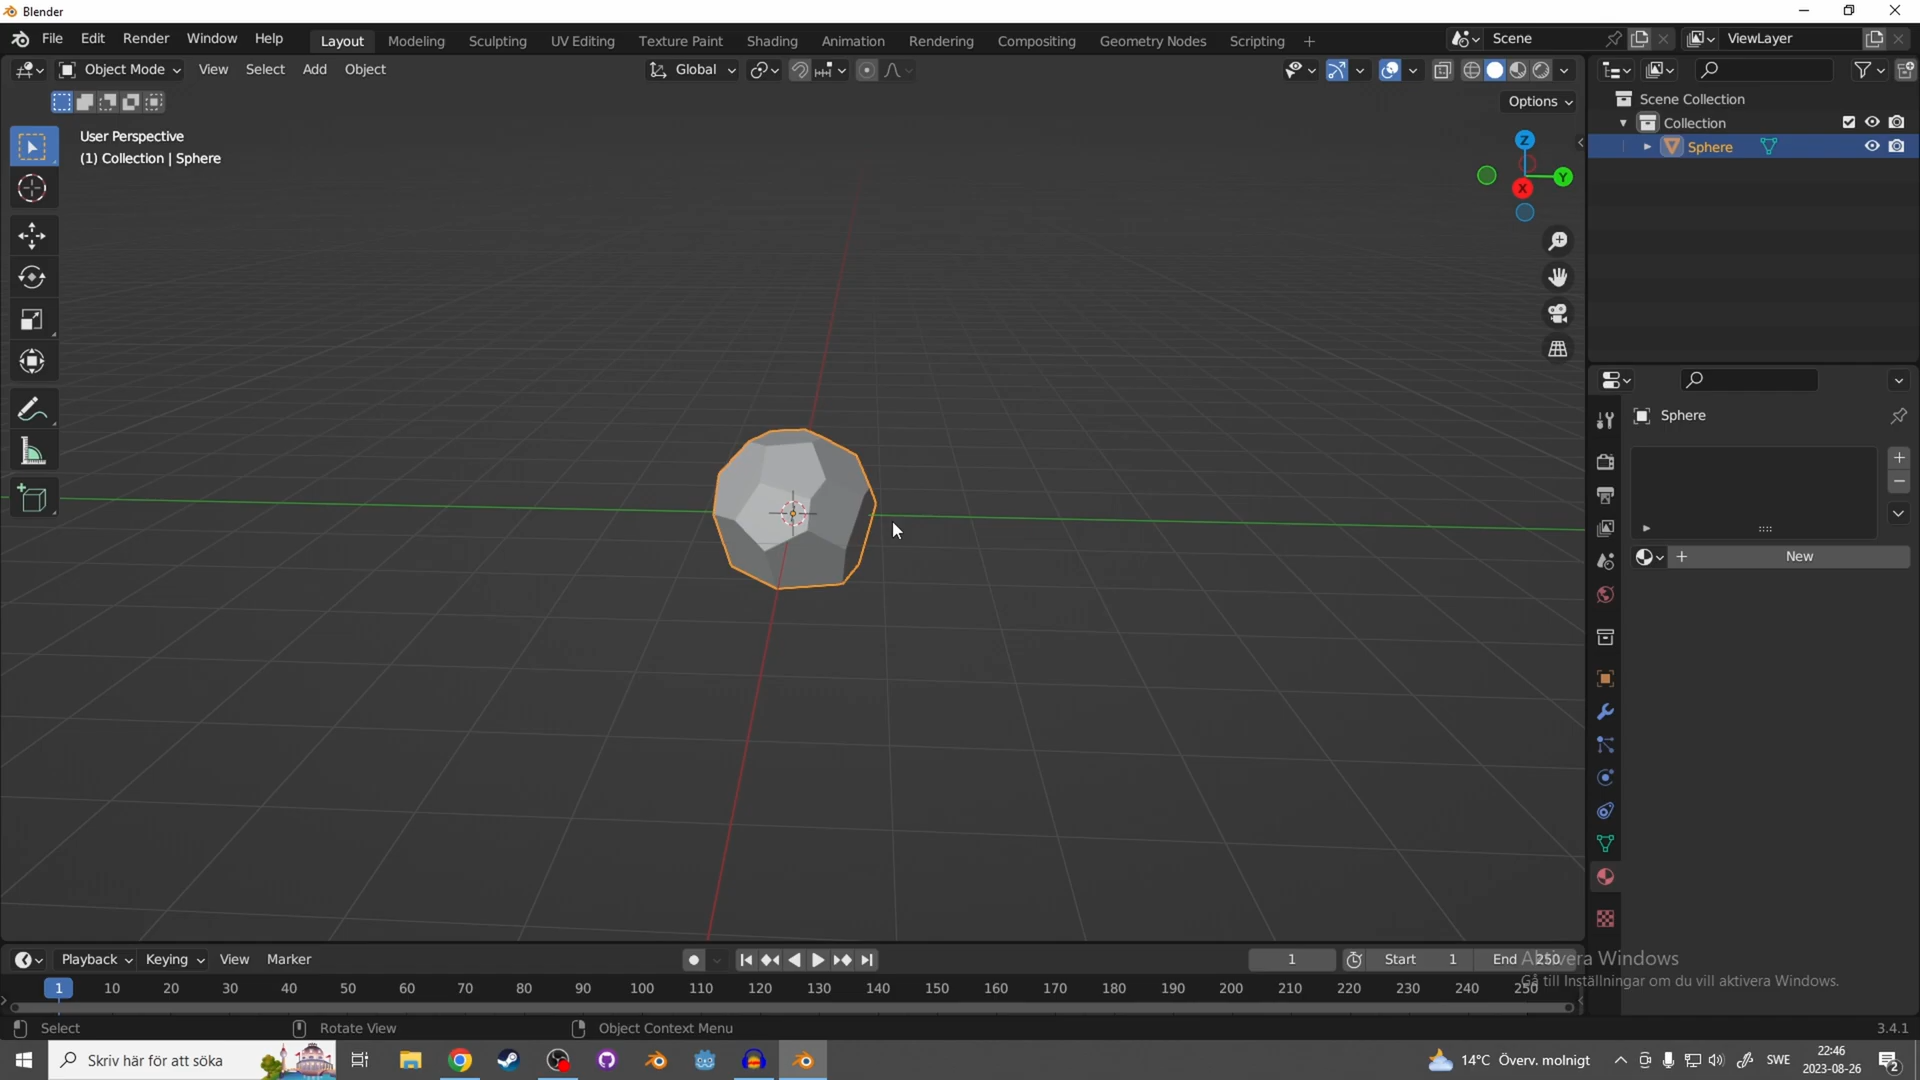 Blender
File Edit Render Window Help Layout Modeling Sculpting UV Editing Texture Paint Shading Animation Rendering Compositing Geometry Nodes Scripting + Scene ViewLayer
Object Mode View Select Add Object Global
Options
User Perspective
(1) Collection | Sphere
Z
Y
X
Scene Collection
Collection
Sphere
Sphere
New
Playback Keying View Marker 1 Start 1 End 250
1 10 20 30 40 50 60 70 80 90 100 110 120 130 140 150 160 170 180 190 200 210 220 230 240 250
Aktivera Windows
Gå till Inställningar om du vill aktivera Windows.
Select Rotate View Object Context Menu 3.4.1
Skriv här för att söka 14°C Överv. molnigt SWE 22:46
2023-08-26 2